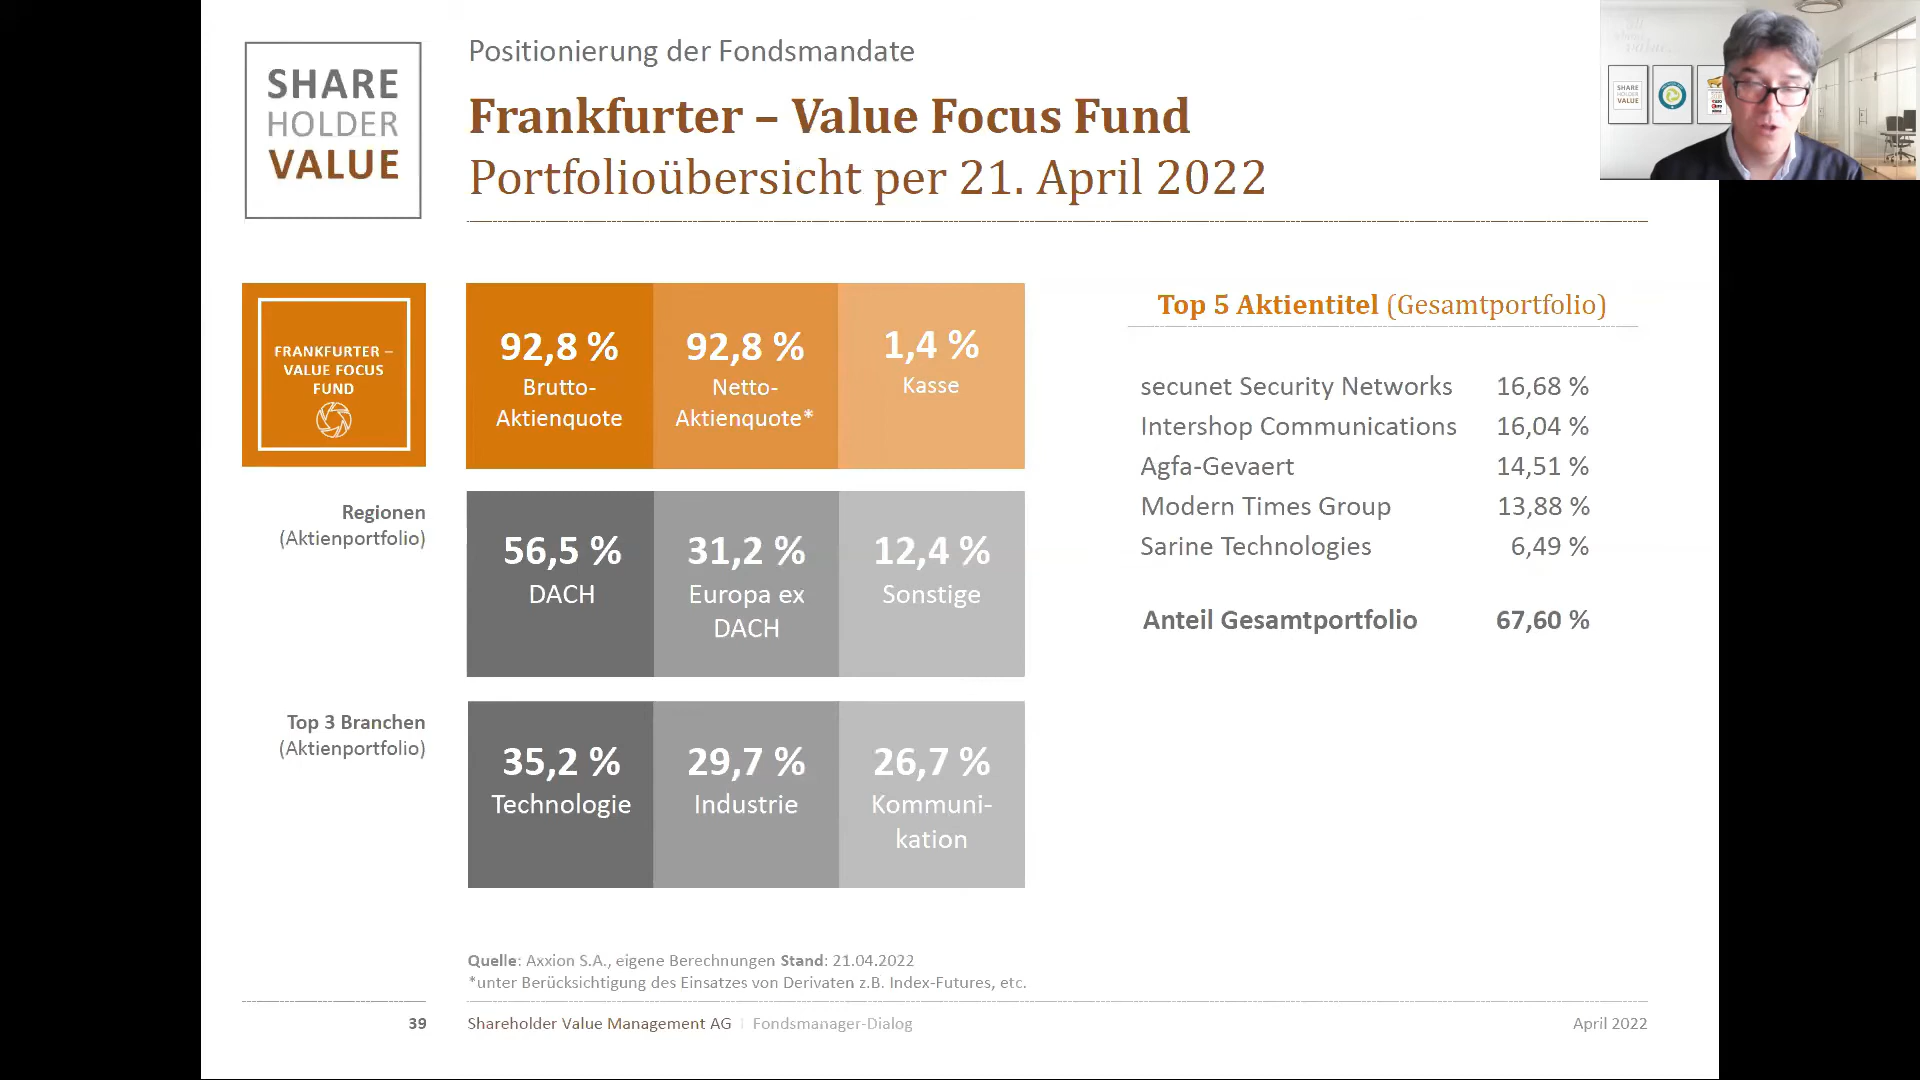 SHARE
HOLDER
VALUE
Positionierung der Fondsmandate
Frankfurter – Value Focus Fund
Portfolioübersicht per 21. April 2022
SHARE
HOLDER
VALUE
FRANKFURTER –
VALUE FOCUS
FUND
92,8 %
Brutto-
Aktienquote
92,8 %
Netto-
Aktienquote*
1,4 %
Kasse
Regionen
(Aktienportfolio)
56,5 %
DACH
31,2 %
Europa ex
DACH
12,4 %
Sonstige
Top 3 Branchen
(Aktienportfolio)
35,2 %
Technologie
29,7 %
Industrie
26,7 %
Kommuni-
kation
Top 5 Aktientitel (Gesamtportfolio)
secunet Security Networks 16,68 %
Intershop Communications 16,04 %
Agfa-Gevaert 14,51 %
Modern Times Group 13,88 %
Sarine Technologies 6,49 %
Anteil Gesamtportfolio 67,60 %
Quelle: Axxion S.A., eigene Berechnungen Stand: 21.04.2022
*unter Berücksichtigung des Einsatzes von Derivaten z.B. Index-Futures, etc.
39 Shareholder Value Management AG | Fondsmanager-Dialog April 2022